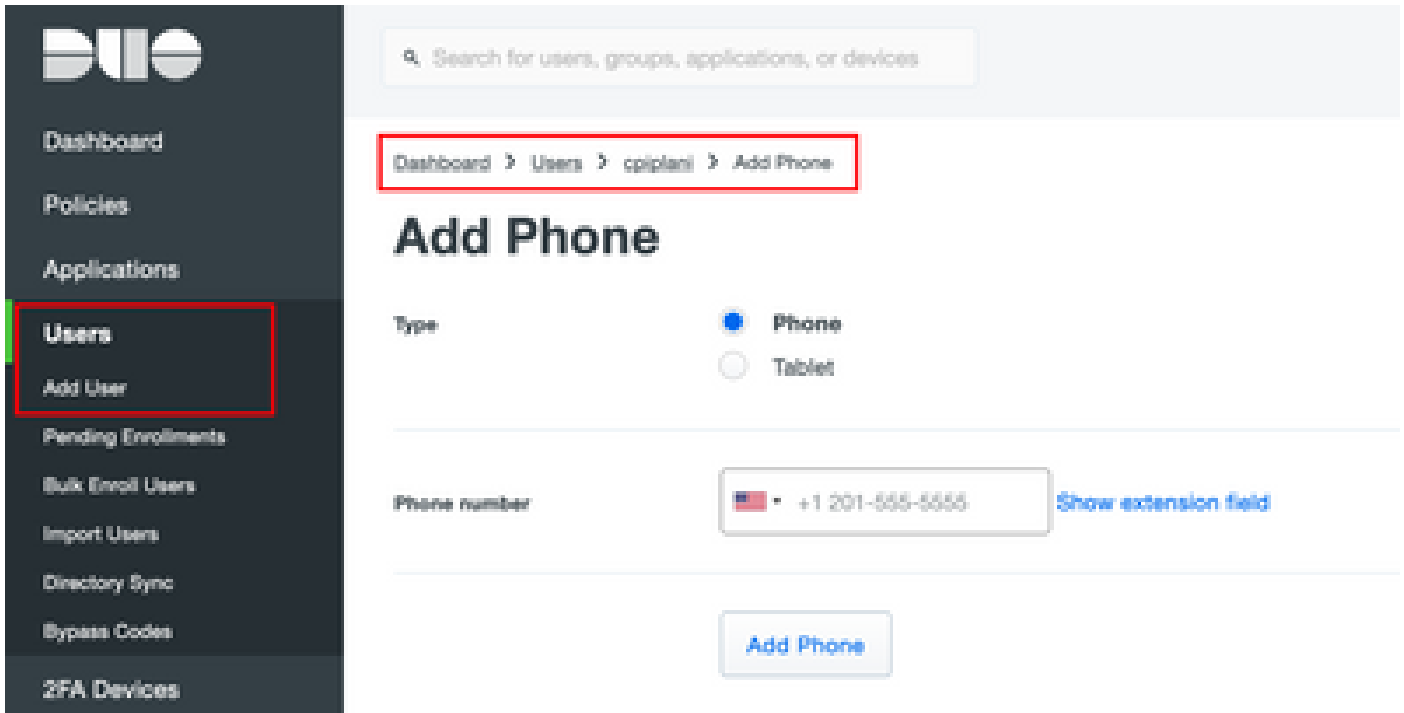 DUO
Search for users, groups, applications, or devices
Dashboard
Policies
Applications
Users
Add User
Pending Enrollments
Bulk Enroll Users
Import Users
Directory Sync
Bypass Codes
2FA Devices
Dashboard > Users > cpiplani > Add Phone
Add Phone
Type
Phone
Tablet
Phone number
+1 201-555-5555
Show extension field
Add Phone